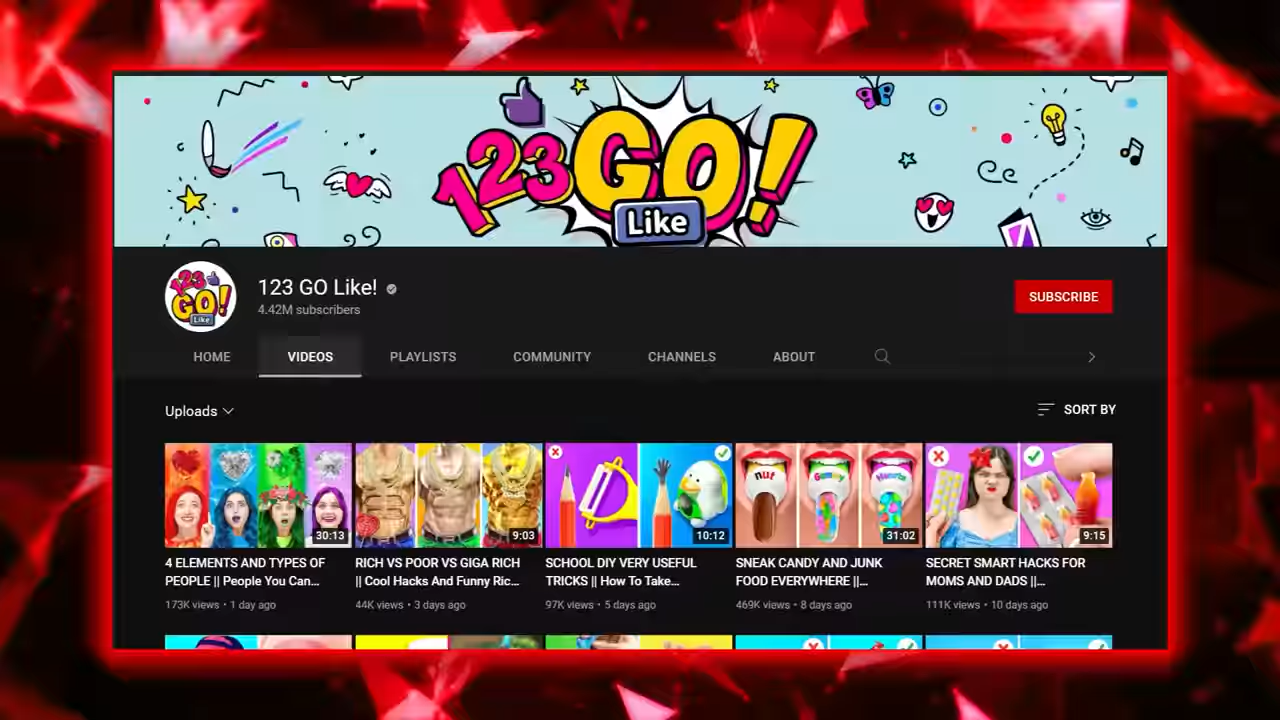 123 GO!
Like
123
GO!
Like
123 GO Like!
4.42M subscribers
SUBSCRIBE
HOME
VIDEOS
PLAYLISTS
COMMUNITY
CHANNELS
ABOUT
Uploads
SORT BY
nut
Gummy
30:13
9:03
10:12
31:02
9:15
4 ELEMENTS AND TYPES OF
PEOPLE || People You Can...
173K views • 1 day ago
RICH VS POOR VS GIGA RICH
|| Cool Hacks And Funny Ric...
44K views • 3 days ago
SCHOOL DIY VERY USEFUL
TRICKS || How To Take...
97K views • 5 days ago
SNEAK CANDY AND JUNK
FOOD EVERYWHERE ||...
469K views • 8 days ago
SECRET SMART HACKS FOR
MOMS AND DADS ||...
111K views • 10 days ago